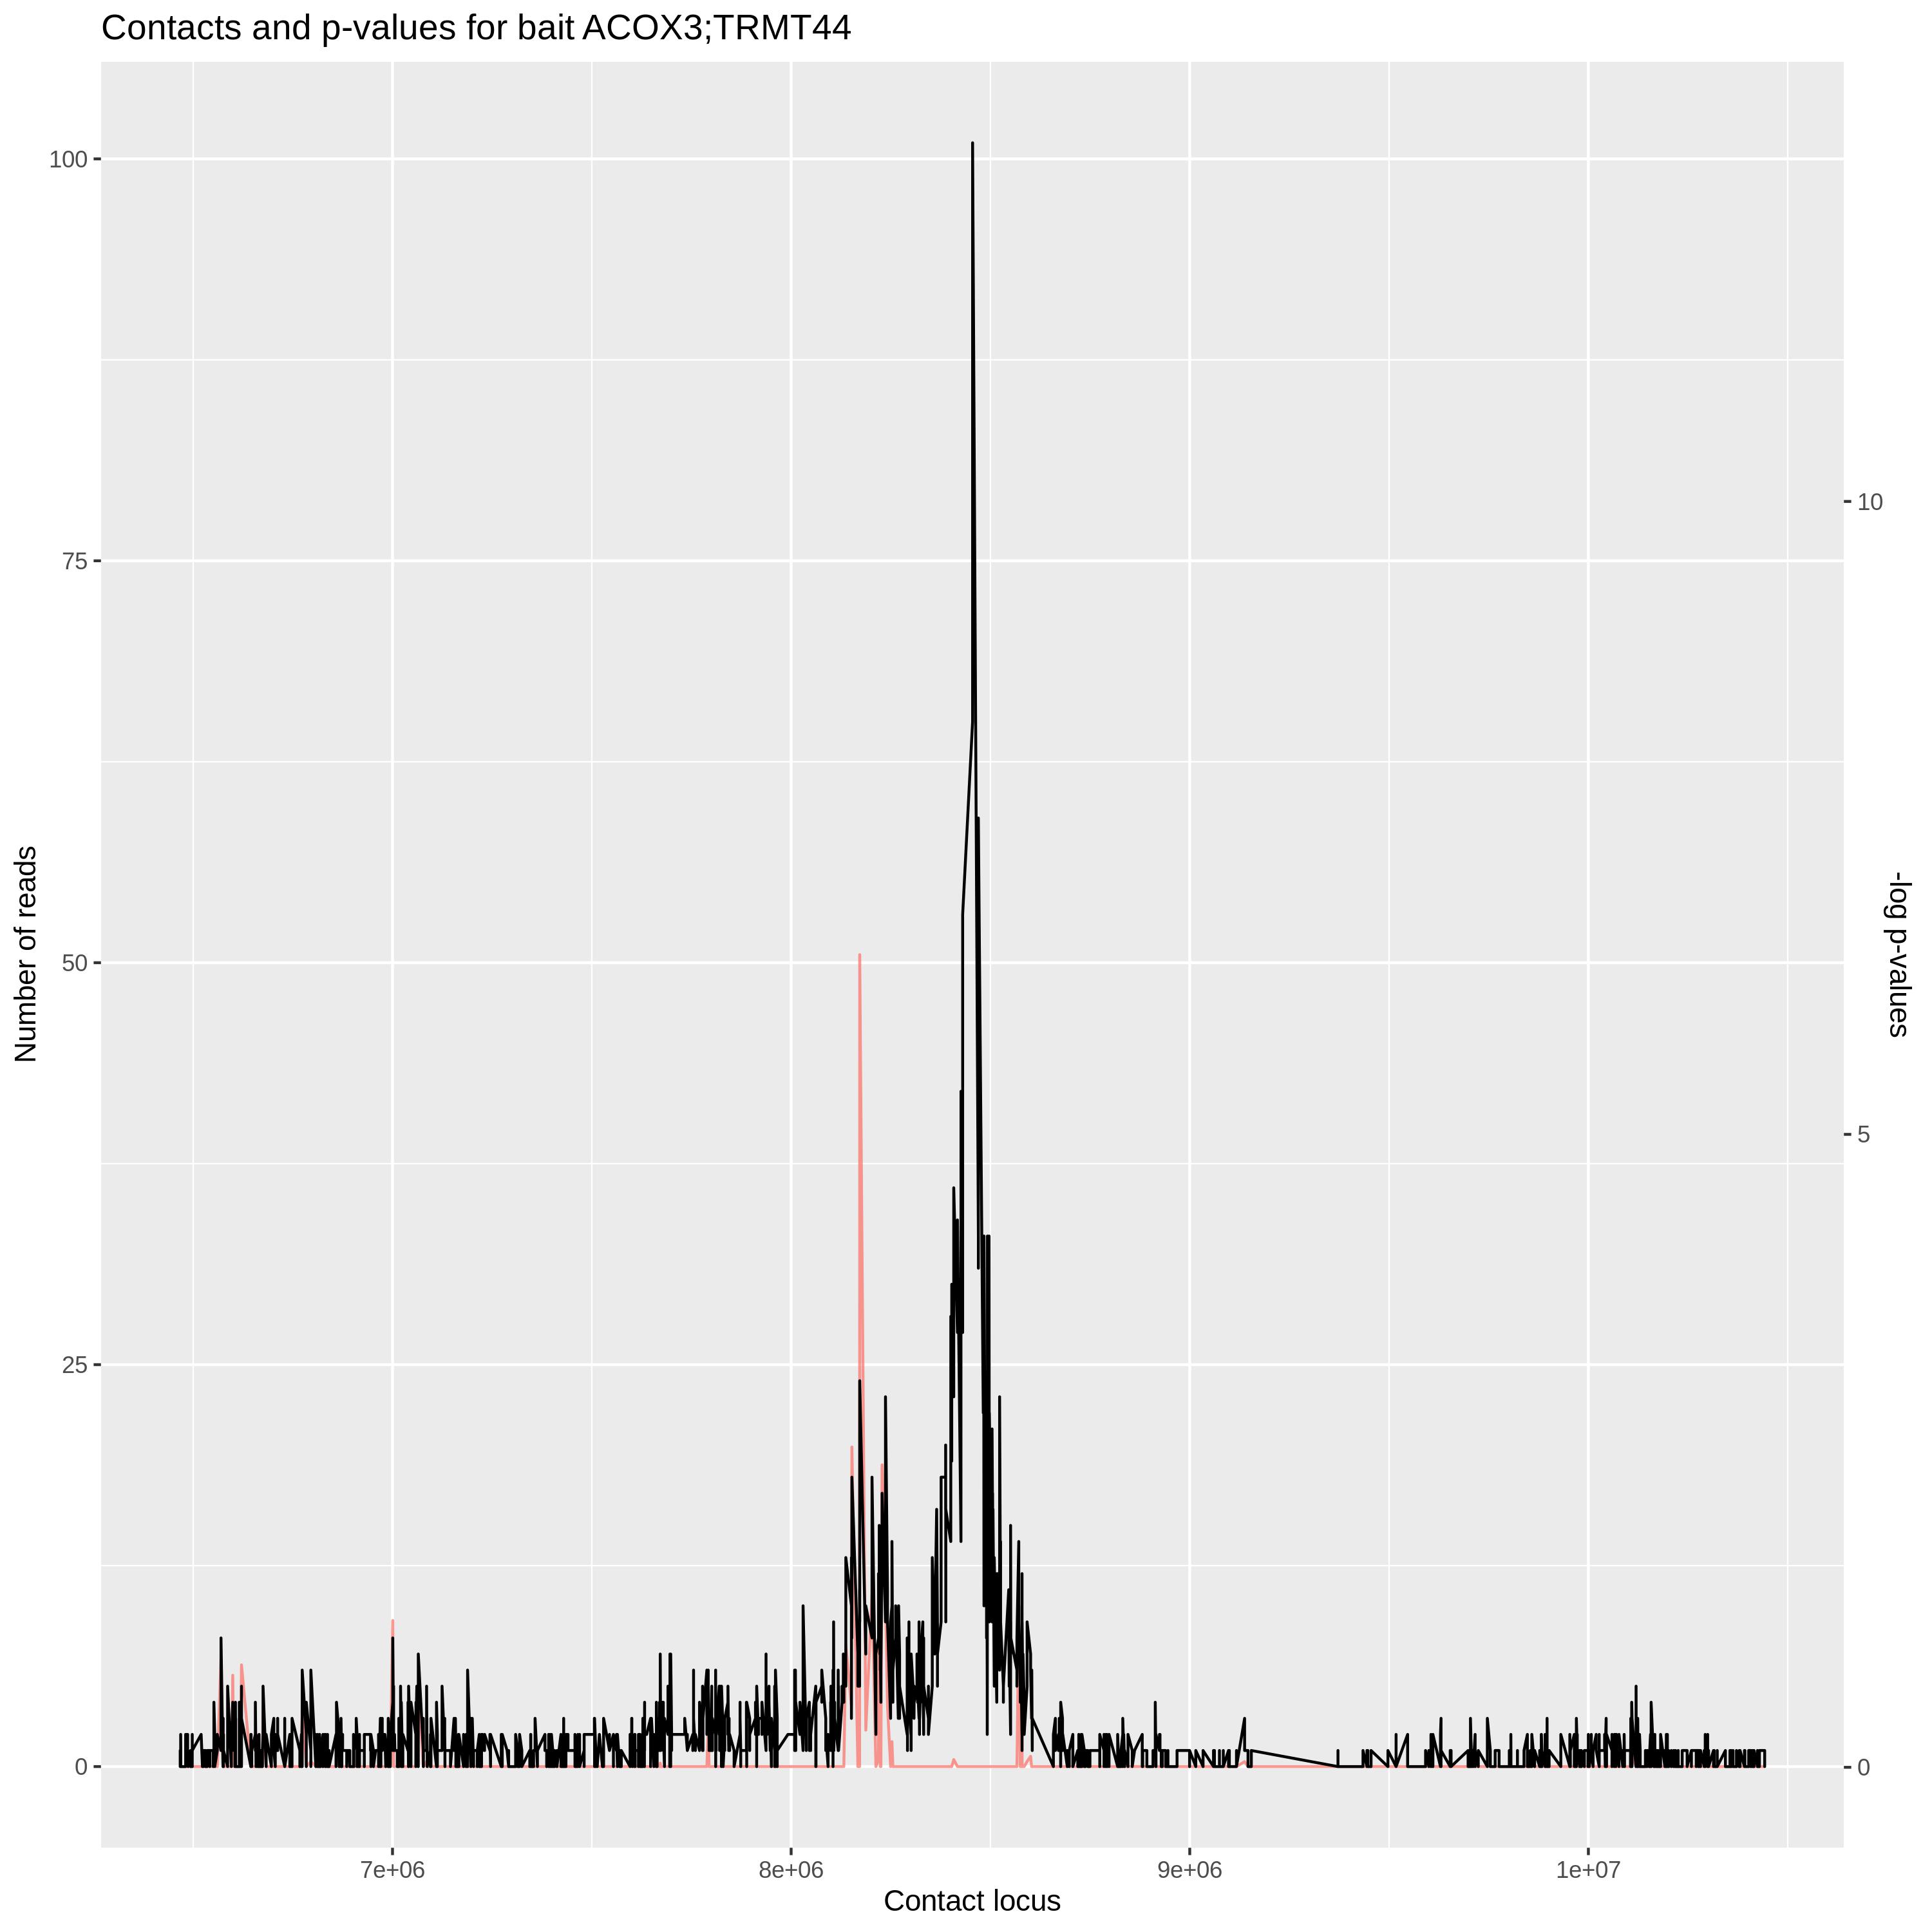 Contacts and p-values for bait ACOX3;TRMT44
100
75
50
25
0
Number of reads
10
5
0
-log p-values
7e+06
8e+06
9e+06
1e+07
Contact locus